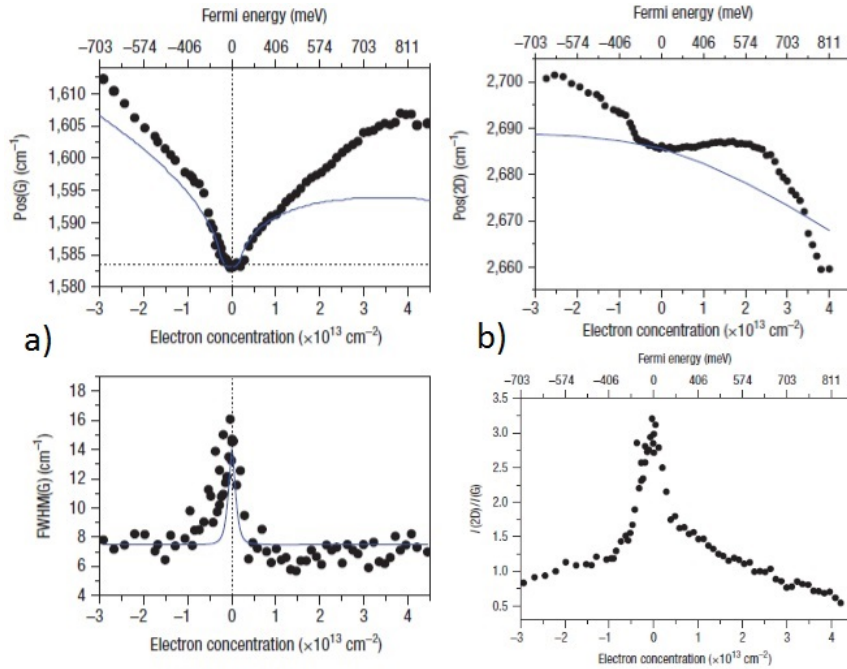 Fermi energy (meV)
−703 −574 −406 0 406 574 703 811
1,610
1,605
1,600
1,595
1,590
1,585
1,580
Pos(G) (cm−1)
−3 −2 −1 0 1 2 3 4
Electron concentration (×1013 cm−2)
a)
Fermi energy (meV)
−703 −574 −406 0 406 574 703 811
2,700
2,690
2,680
2,670
2,660
Pos(2D) (cm−1)
−3 −2 −1 0 1 2 3 4
Electron concentration (×1013 cm−2)
b)
18
16
14
12
10
8
6
4
FWHM(G) (cm−1)
−3 −2 −1 0 1 2 3 4
Electron concentration (×1013 cm−2)
Fermi energy (meV)
−703 −574 −406 0 406 574 703 811
3.5
3.0
2.5
2.0
1.5
1.0
0.5
I(2D)/I(G)
−3 −2 −1 0 1 2 3 4
Electron concentration (×1013 cm−2)